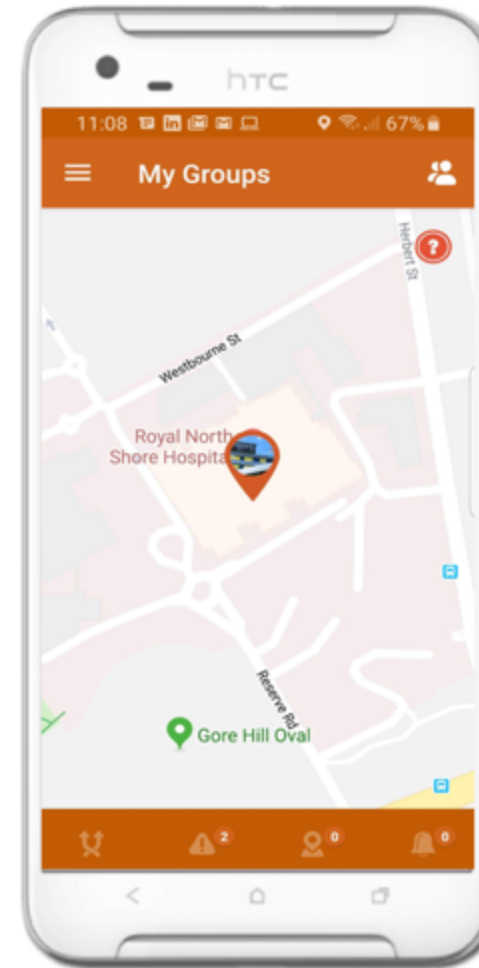 hTC
11:08
67%
My Groups
Herbert St
?
Westbourne St
Royal North
Shore Hospita
Reserve Rd
Gore Hill Oval
2
0
0